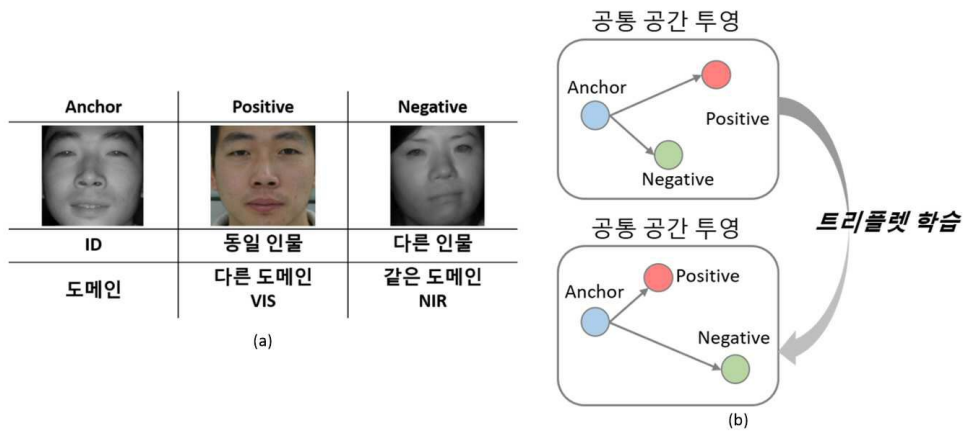 Anchor Positive Negative
ID 동일 인물 다른 인물
도메인 다른 도메인 같은 도메인
VIS NIR
(a)
공통 공간 투영
Anchor
Positive
Negative
트리플렛 학습
공통 공간 투영
Positive
Anchor
Negative
(b)